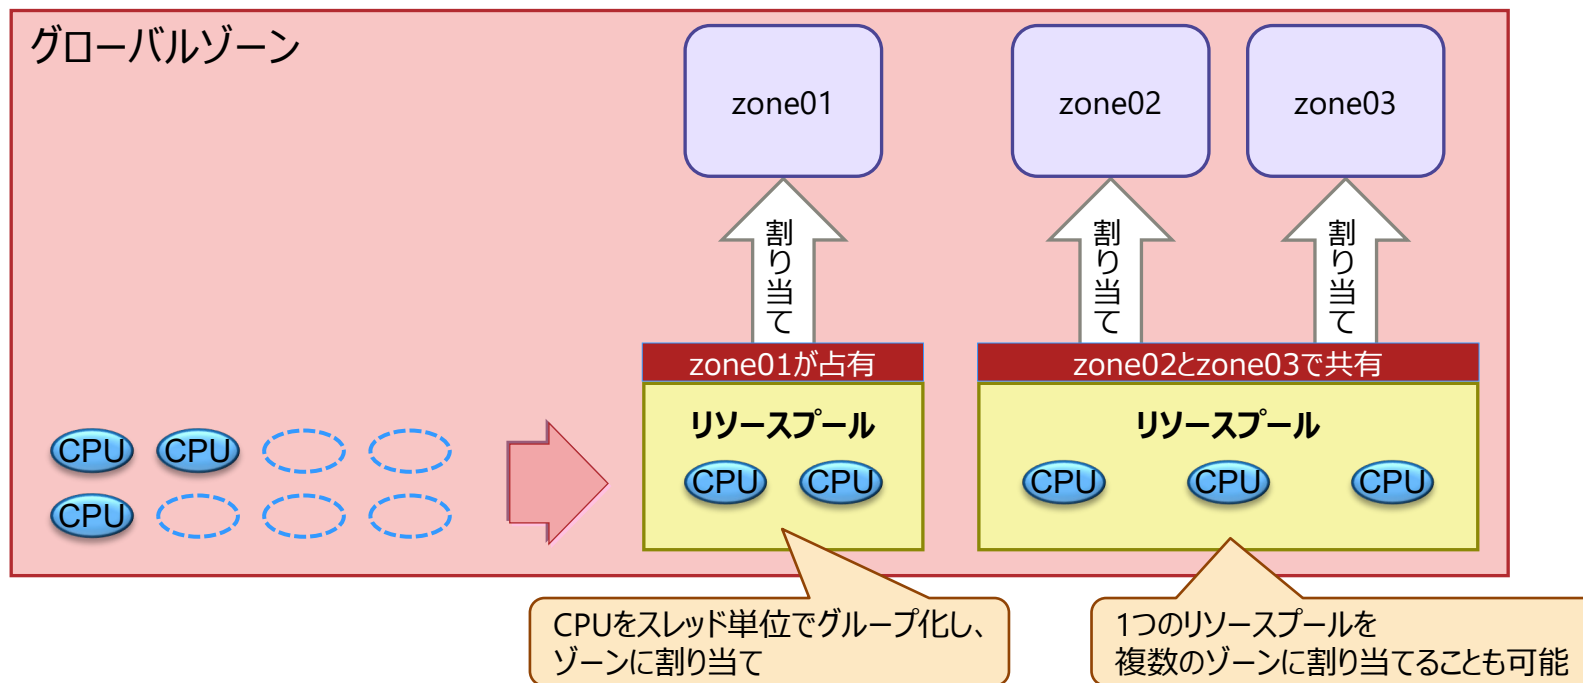 グローバルゾーン
zone01
zone02
zone03
割り当て
割り当て
割り当て
zone01が占有
zone02とzone03で共有
リソースプール
リソースプール
CPU CPU
CPU
CPU CPU
CPU CPU CPU
CPUをスレッド単位でグループ化し、
ゾーンに割り当て
1つのリソースプールを
複数のゾーンに割り当てることも可能